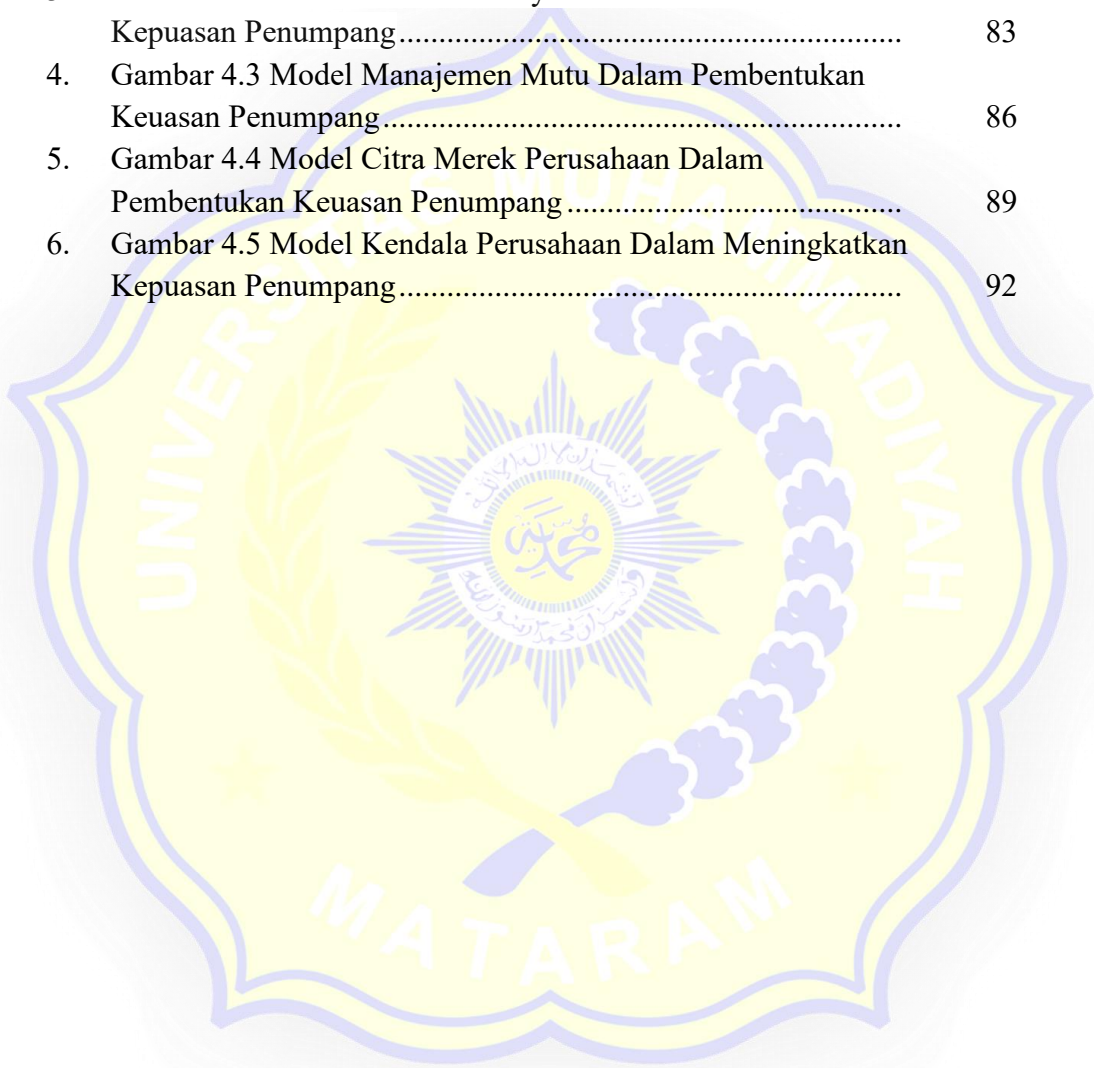 Kepuasan Penumpang............................................................... 83
4. Gambar 4.3 Model Manajemen Mutu Dalam Pembentukan
Keuasan Penumpang................................................................. 86
5. Gambar 4.4 Model Citra Merek Perusahaan Dalam
Pembentukan Keuasan Penumpang.......................................... 89
6. Gambar 4.5 Model Kendala Perusahaan Dalam Meningkatkan
Kepuasan Penumpang............................................................... 92
UNIVERSITAS MUHAMMADIYAH
MATARAM